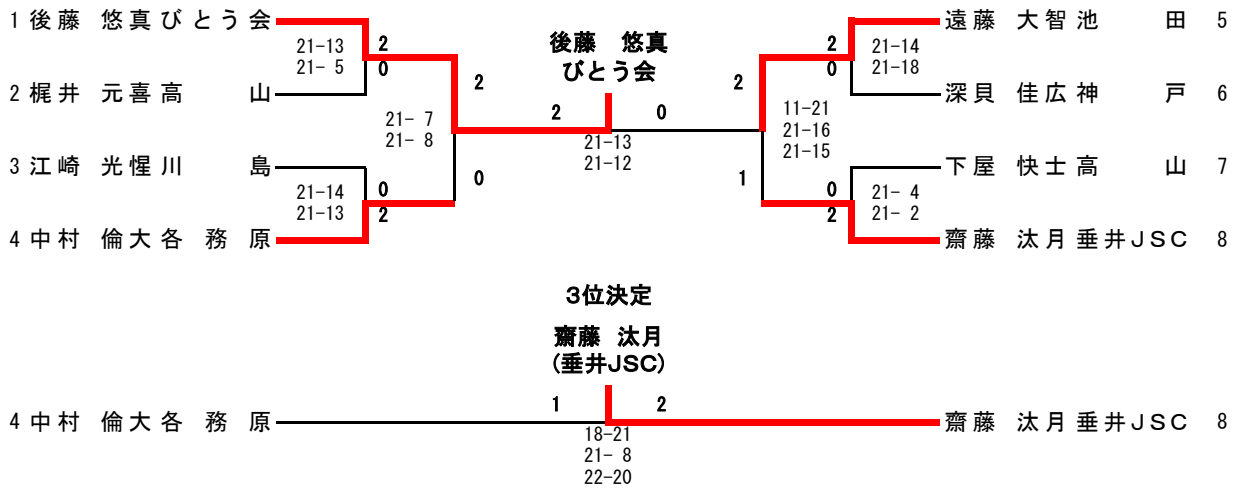 1 後藤 悠真 びとう会
21-13
21- 5
2
0
2 梶井 元喜 高 山
2
21- 7
21- 8
3 江崎 光惺 川 島
0
21-14
21-13
0
2
4 中村 倫大 各 務 原
後藤 悠真
びとう会
2 0
21-13
21-12
遠藤 大智 池 田 5
2
0
21-14
21-18
深貝 佳広 神 戸 6
2
11-21
21-16
21-15
1
下屋 快士 高 山 7
0
2
21- 4
21- 2
齋藤 汰月 垂井JSC 8
3位決定
齋藤 汰月
(垂井JSC)
1 2
4 中村 倫大 各 務 原
18-21
21- 8
22-20
齋藤 汰月 垂井JSC 8